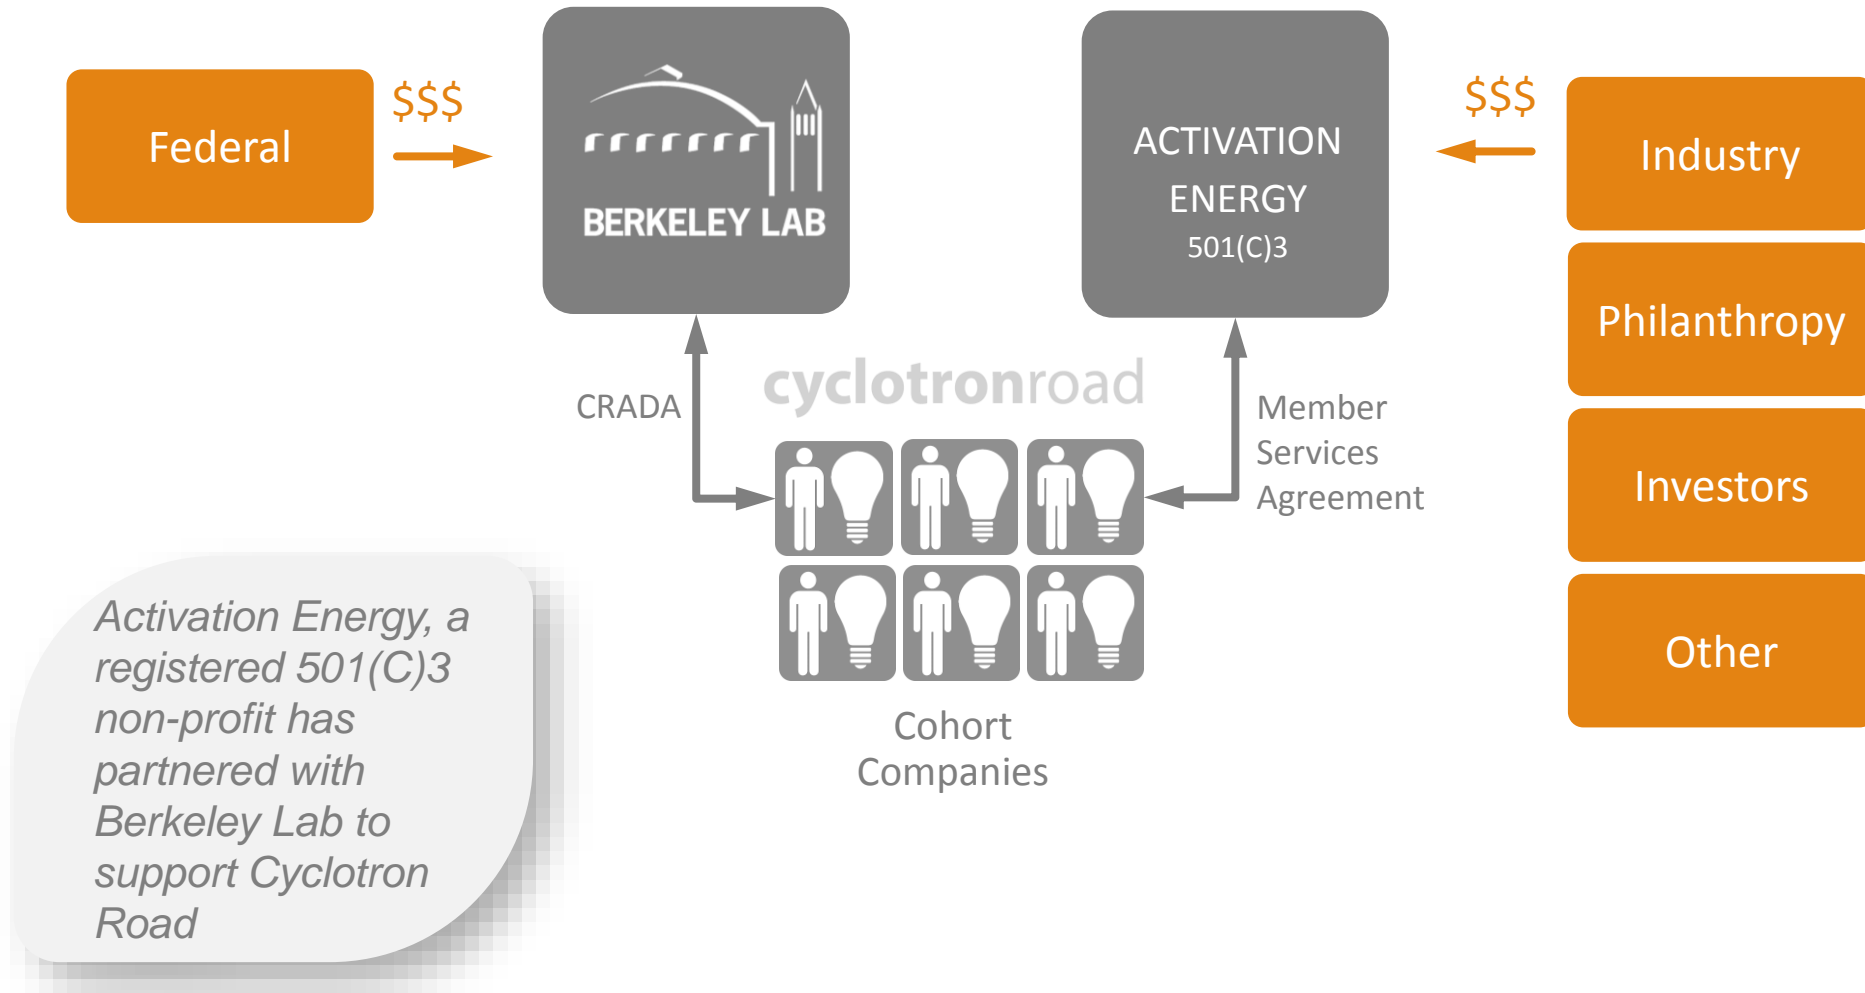 Federal
$$$
BERKELEY LAB
ACTIVATION
ENERGY
501(C)3
$$$
Industry
Philanthropy
Investors
Other
CRADA
cyclotronroad
Member
Services
Agreement
Cohort
Companies
Activation Energy, a
registered 501(C)3
non-profit has
partnered with
Berkeley Lab to
support Cyclotron
Road